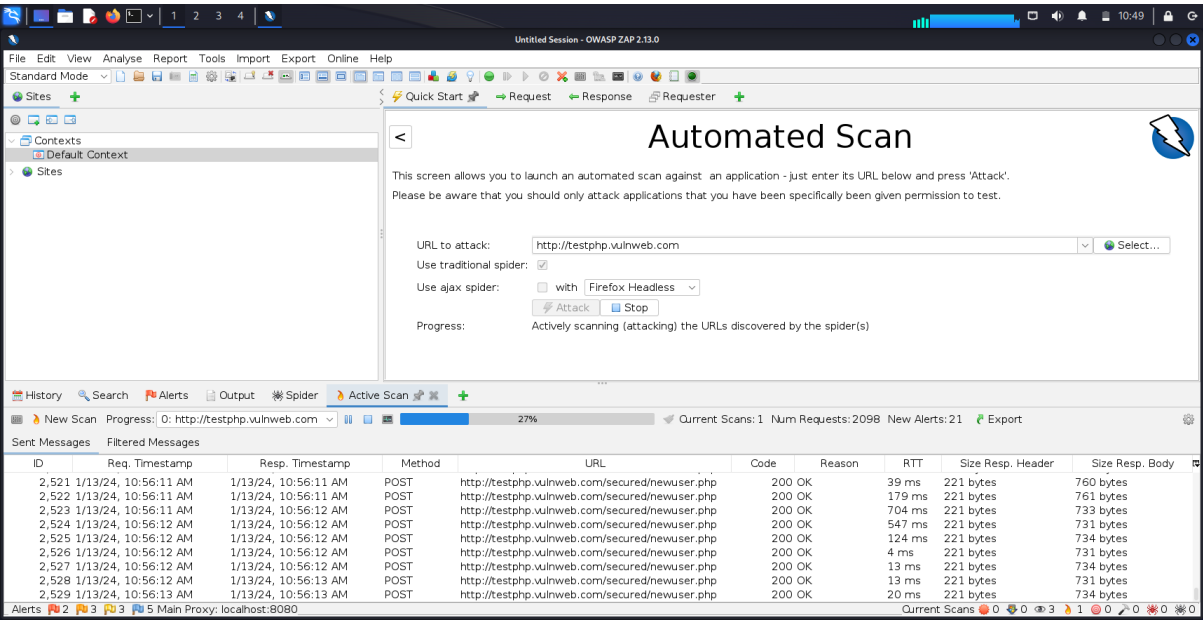 1 2 3 4 10:49
Untitled Session - OWASP ZAP 2.13.0
File Edit View Analyse Report Tools Import Export Online Help
Standard Mode
Sites Quick Start Request Response Requester
Contexts
Default Context
Sites
<
Automated Scan
This screen allows you to launch an automated scan against an application - just enter its URL below and press 'Attack'.
Please be aware that you should only attack applications that you have been specifically been given permission to test.
URL to attack: http://testphp.vulnweb.com Select...
Use traditional spider:
Use ajax spider: with Firefox Headless
Attack Stop
Progress: Actively scanning (attacking) the URLs discovered by the spider(s)
History Search Alerts Output Spider Active Scan
New Scan Progress: 0: http://testphp.vulnweb.com 27% Current Scans: 1 Num Requests: 2098 New Alerts: 21 Export
Sent Messages Filtered Messages
ID Req. Timestamp Resp. Timestamp Method URL Code Reason RTT Size Resp. Header Size Resp. Body
2,521 1/13/24, 10:56:11 AM 1/13/24, 10:56:11 AM POST http://testphp.vulnweb.com/secured/newuser.php 200 OK 39 ms 221 bytes 760 bytes
2,522 1/13/24, 10:56:11 AM 1/13/24, 10:56:11 AM POST http://testphp.vulnweb.com/secured/newuser.php 200 OK 179 ms 221 bytes 761 bytes
2,523 1/13/24, 10:56:11 AM 1/13/24, 10:56:12 AM POST http://testphp.vulnweb.com/secured/newuser.php 200 OK 704 ms 221 bytes 733 bytes
2,524 1/13/24, 10:56:12 AM 1/13/24, 10:56:12 AM POST http://testphp.vulnweb.com/secured/newuser.php 200 OK 547 ms 221 bytes 731 bytes
2,525 1/13/24, 10:56:12 AM 1/13/24, 10:56:12 AM POST http://testphp.vulnweb.com/secured/newuser.php 200 OK 124 ms 221 bytes 734 bytes
2,526 1/13/24, 10:56:12 AM 1/13/24, 10:56:12 AM POST http://testphp.vulnweb.com/secured/newuser.php 200 OK 4 ms 221 bytes 731 bytes
2,527 1/13/24, 10:56:12 AM 1/13/24, 10:56:12 AM POST http://testphp.vulnweb.com/secured/newuser.php 200 OK 13 ms 221 bytes 734 bytes
2,528 1/13/24, 10:56:13 AM 1/13/24, 10:56:13 AM POST http://testphp.vulnweb.com/secured/newuser.php 200 OK 13 ms 221 bytes 731 bytes
2,529 1/13/24, 10:56:13 AM 1/13/24, 10:56:13 AM POST http://testphp.vulnweb.com/secured/newuser.php 200 OK 20 ms 221 bytes 734 bytes
Alerts 2 3 3 5 Main Proxy: localhost:8080 Current Scans 0 0 3 1 0 0 0 0